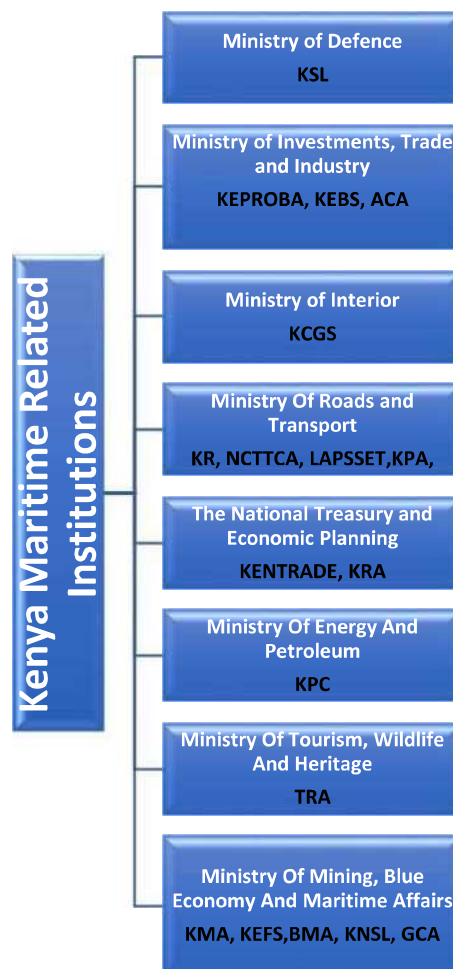 Kenya Maritime Related
Institutions
Ministry of Defence
KSL
Ministry of Investments, Trade
and Industry
KEPROBA, KEBS, ACA
Ministry of Interior
KCGS
Ministry Of Roads and
Transport
KR, NCTTCA, LAPSSET,KPA,
The National Treasury and
Economic Planning
KENTRADE, KRA
Ministry Of Energy And
Petroleum
KPC
Ministry Of Tourism, Wildlife
And Heritage
TRA
Ministry Of Mining, Blue
Economy And Maritime Affairs
KMA, KEFS,BMA, KNSL, GCA